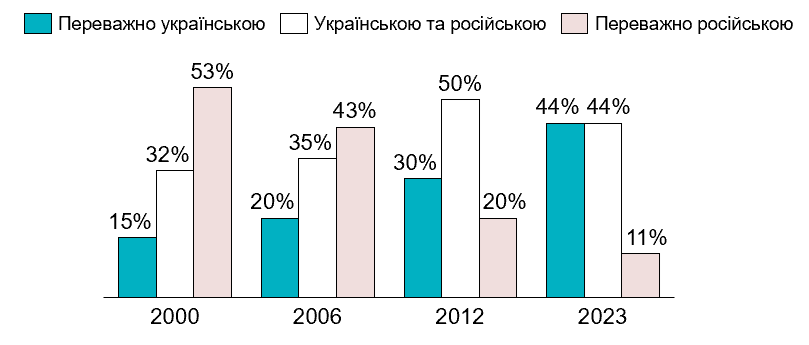 Переважно українською Українською та російською Переважно російською
15% 32% 53% 20% 35% 43% 30% 50% 20% 44% 44% 11%
2000 2006 2012 2023